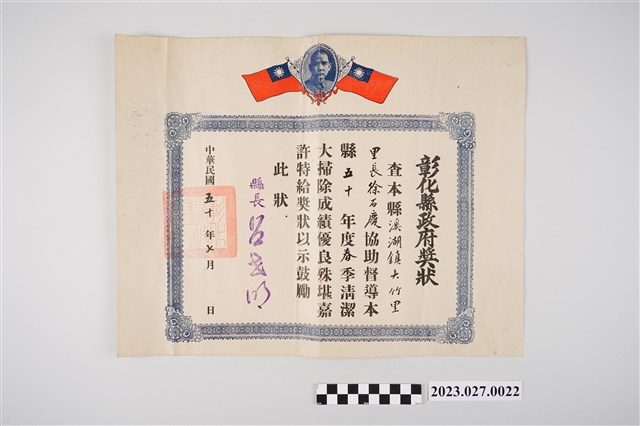 彰化縣政府獎狀
查本縣溪湖鎮大竹里
里長徐石慶協助督導本
縣五十年度春季清潔
大掃除成績優良殊堪嘉
許特給獎狀以示鼓勵
此狀
縣長呂世明
中華民國五十年七月 日
2023.027.0022